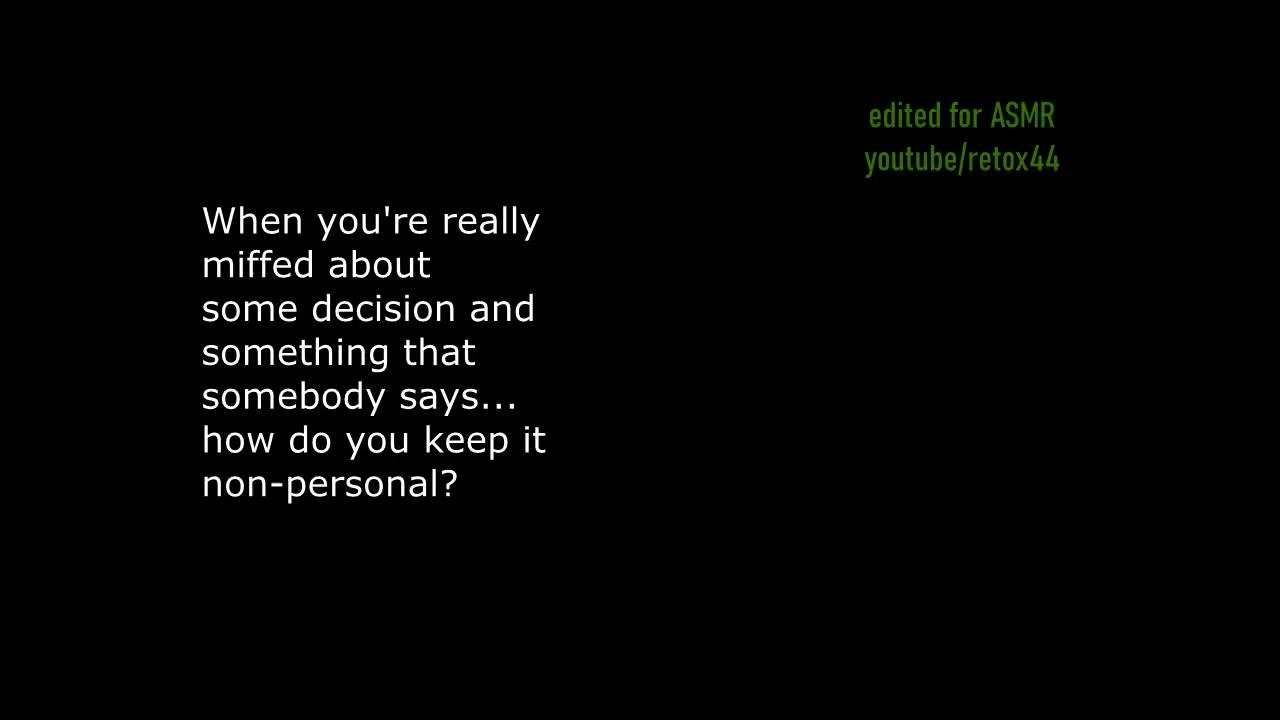 edited for ASMR
youtube/retox44
When you're really
miffed about
some decision and
something that
somebody says...
how do you keep it
non-personal?